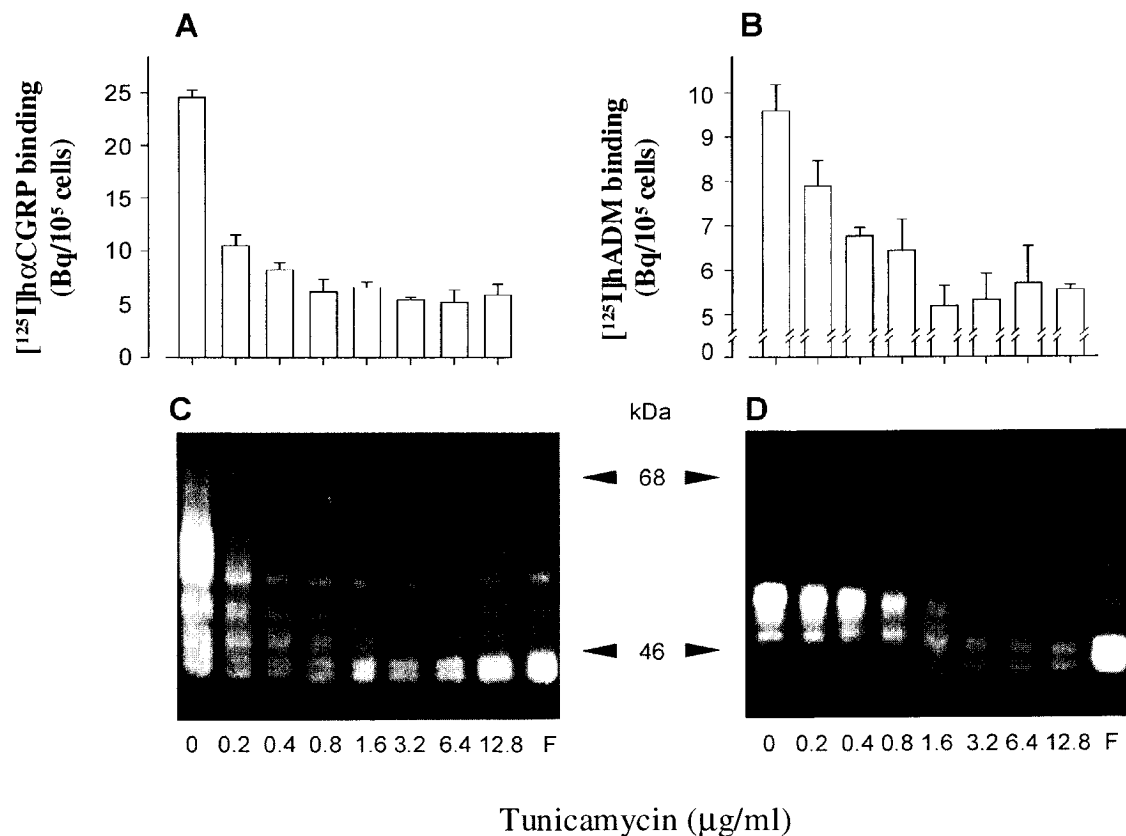 A
B
[¹²⁵I]hαCGRP binding
(Bq/10⁵ cells)
25
20
15
10
5
0
[¹²⁵I]hADM binding
(Bq/10⁵ cells)
10
9
8
7
6
5
0
C
kDa
D
68
46
0 0.2 0.4 0.8 1.6 3.2 6.4 12.8 F
0 0.2 0.4 0.8 1.6 3.2 6.4 12.8 F
Tunicamycin (µg/ml)